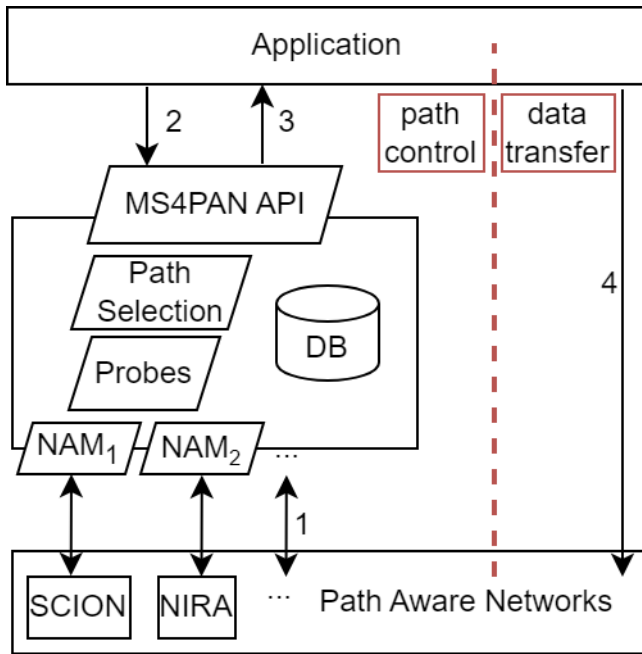 Application
2
3
path
control
data
transfer
MS4PAN API
Path
Selection
4
DB
Probes
NAM₁
NAM₂
...
1
SCION
NIRA
...
Path Aware Networks